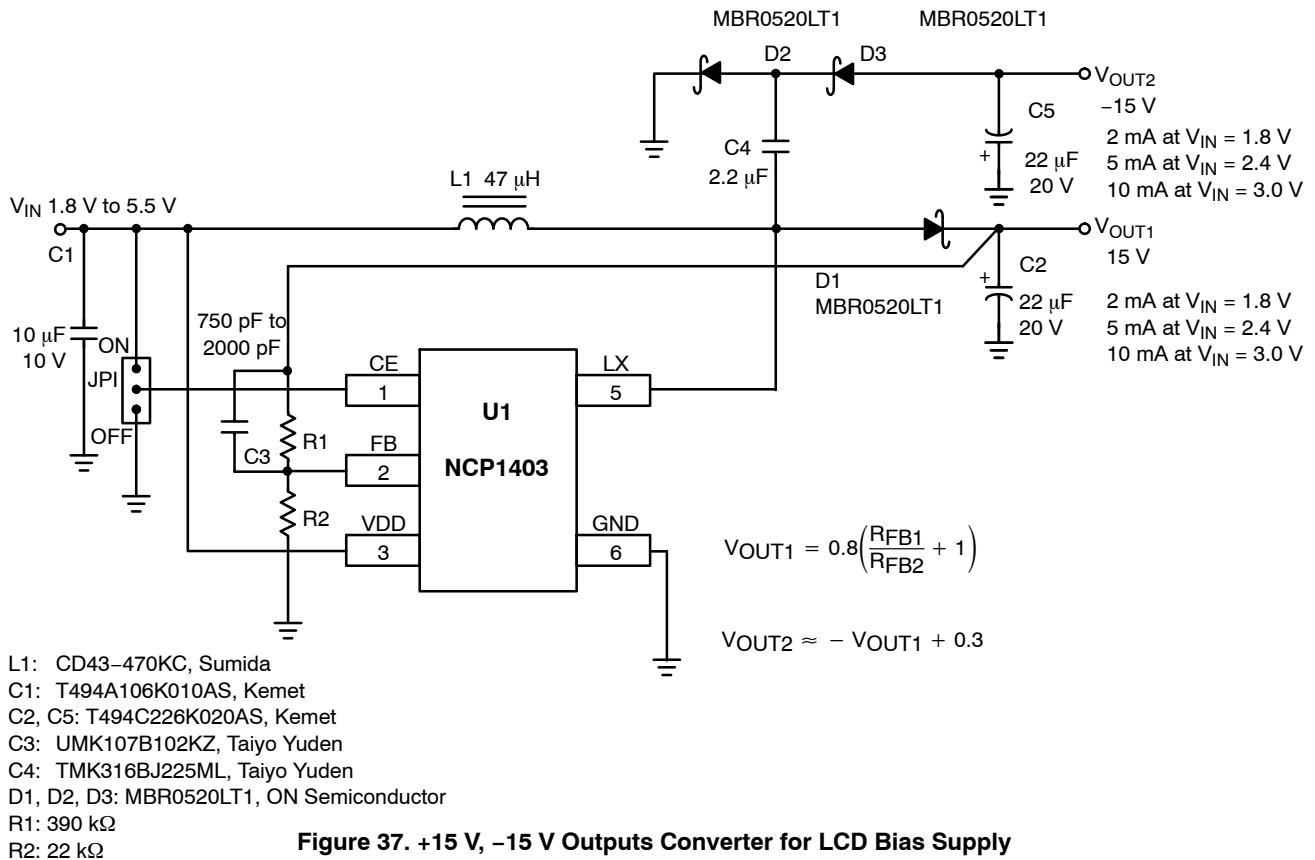 MBR0520LT1
MBR0520LT1
D2
D3
VOUT2
−15 V
C5
2 mA at VIN = 1.8 V
5 mA at VIN = 2.4 V
10 mA at VIN = 3.0 V
+
22 μF
20 V
C4
2.2 μF
L1 47 μH
VIN 1.8 V to 5.5 V
C1
VOUT1
15 V
C2
+
22 μF
20 V
2 mA at VIN = 1.8 V
5 mA at VIN = 2.4 V
10 mA at VIN = 3.0 V
D1
MBR0520LT1
750 pF to
2000 pF
10 μF
10 V
ON
JPI
OFF
CE
1
LX
5
U1
NCP1403
R1
C3
FB
2
R2
VDD
3
GND
6
VOUT1 = 0.8(RFB1/RFB2 + 1)
VOUT2 ≈ − VOUT1 + 0.3
L1: CD43−470KC, Sumida
C1: T494A106K010AS, Kemet
C2, C5: T494C226K020AS, Kemet
C3: UMK107B102KZ, Taiyo Yuden
C4: TMK316BJ225ML, Taiyo Yuden
D1, D2, D3: MBR0520LT1, ON Semiconductor
R1: 390 kΩ
R2: 22 kΩ
Figure 37. +15 V, −15 V Outputs Converter for LCD Bias Supply